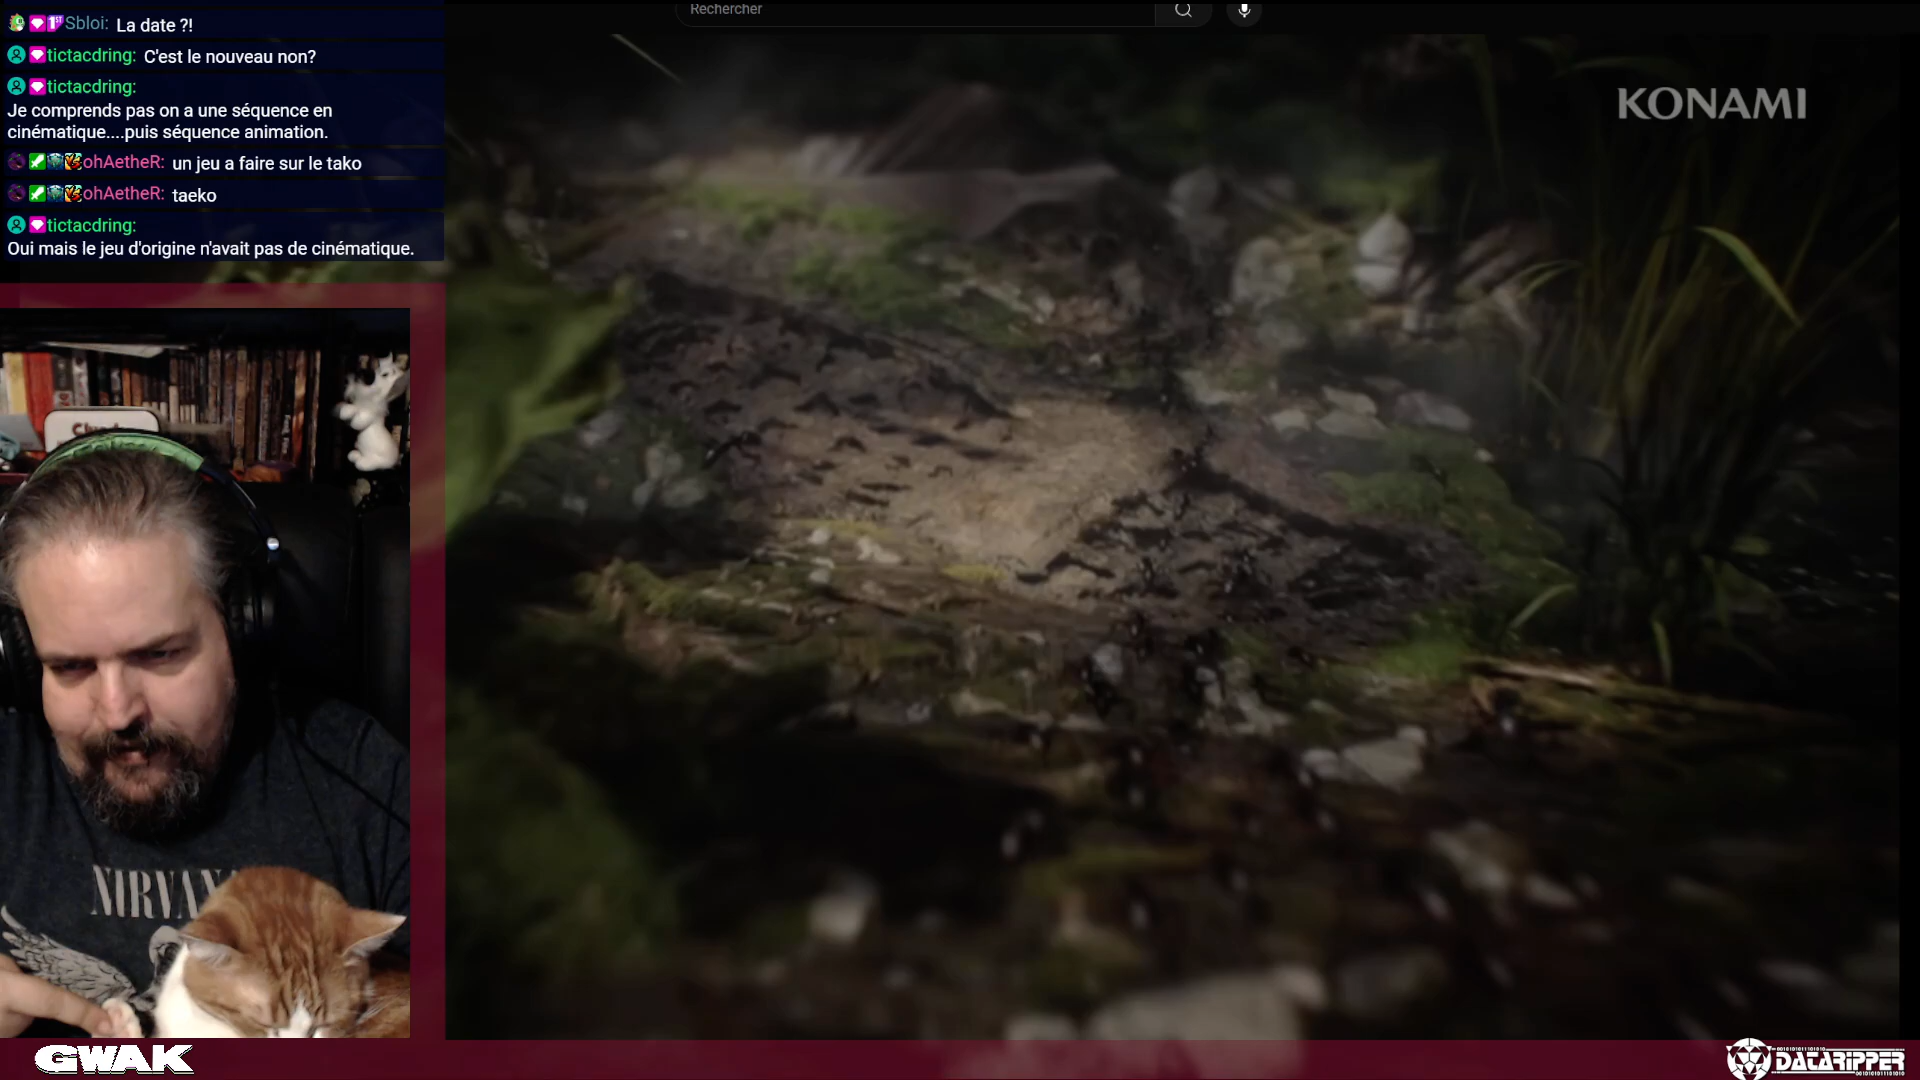 Rechercher
Sbloi: La date ?!
tictacdring: C'est le nouveau non?
tictacdring:
Je comprends pas on a une séquence en
cinématique....puis séquence animation.
ohAetheR: un jeu a faire sur le tako
ohAetheR: taeko
tictacdring:
Oui mais le jeu d'origine n'avait pas de cinématique.
KONAMI
NIRVANA
GWAK
DATARIPPER